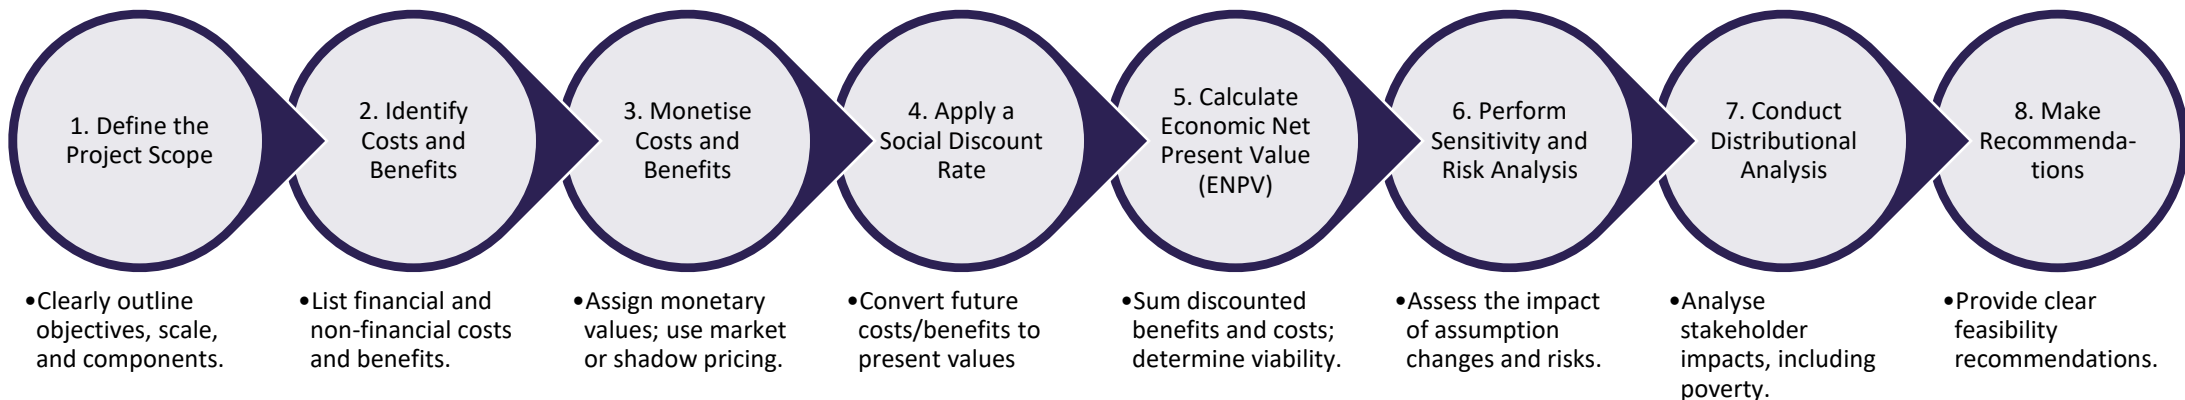 1. Define the
Project Scope
•Clearly outline
objectives, scale,
and components.
2. Identify
Costs and
Benefits
•List financial and
non-financial costs
and benefits.
3. Monetise
Costs and
Benefits
•Assign monetary
values; use market
or shadow pricing.
4. Apply a
Social Discount
Rate
•Convert future
costs/benefits to
present values
5. Calculate
Economic Net
Present Value
(ENPV)
•Sum discounted
benefits and costs;
determine viability.
6. Perform
Sensitivity and
Risk Analysis
•Assess the impact
of assumption
changes and risks.
7. Conduct
Distributional
Analysis
•Analyse
stakeholder
impacts, including
poverty.
8. Make
Recommenda-
tions
•Provide clear
feasibility
recommendations.